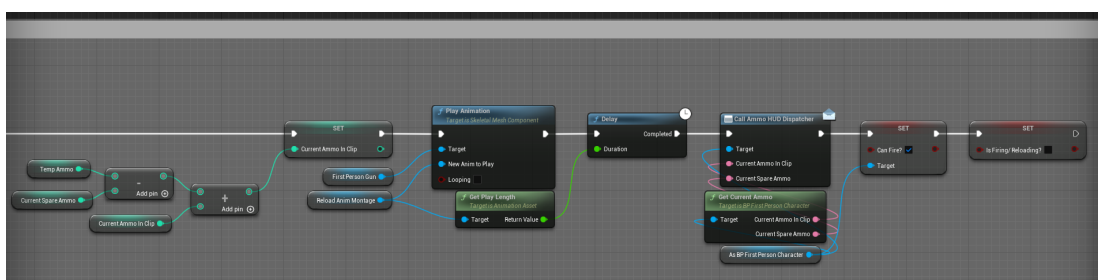 SET
Current Ammo In Clip
Temp Ammo
-
Add pin
Current Spare Ammo
+
Add pin
Current Ammo In Clip
Play Animation
Target is Skeletal Mesh Component
Target
New Anim to Play
Looping
First Person Gun
Reload Anim Montage
Get Play Length
Target is Animation Asset
Target Return Value
Delay
Completed
Duration
Call Ammo HUD Dispatcher
Target
Current Ammo In Clip
Current Spare Ammo
Get Current Ammo
Target is BP First Person Character
Target Current Ammo In Clip
Current Spare Ammo
As BP First Person Character
SET
Can Fire?
Target
SET
Is Firing/ Reloading?